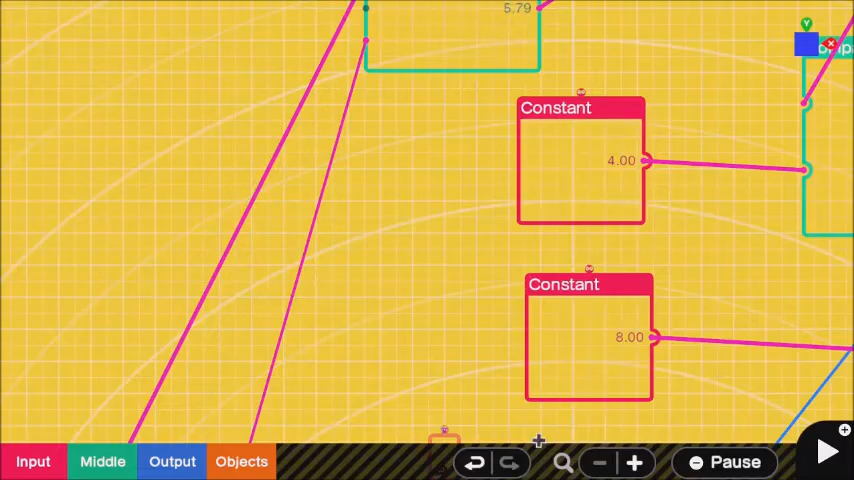 5.79
Y
Constant
4.00
Constant
8.00
Input
Middle
Output
Objects
Pause